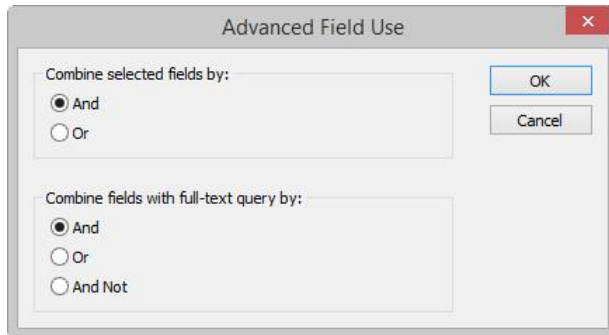 Advanced Field Use
Combine selected fields by:
And
Or
OK
Cancel
Combine fields with full-text query by:
And
Or
And Not